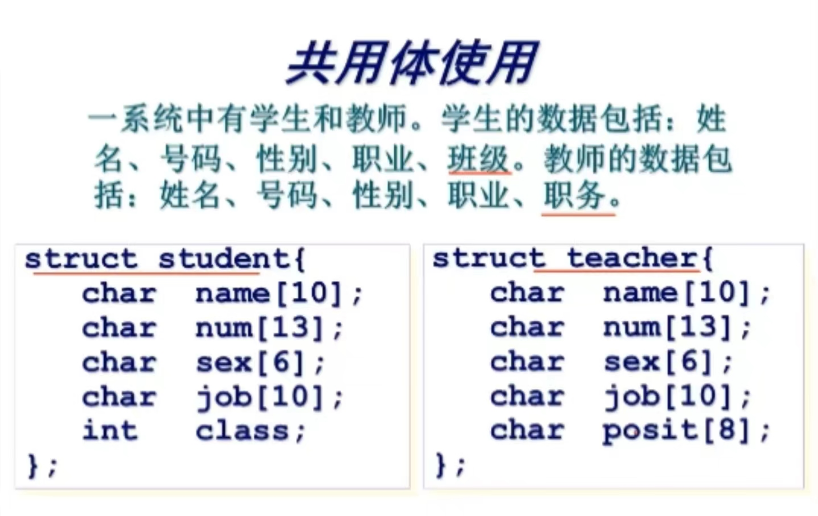 共用体使用
一系统中有学生和教师。学生的数据包括：姓
名、号码、性别、职业、班级。教师的数据包
括：姓名、号码、性别、职业、职务。
struct student{
char name[10];
char num[13];
char sex[6];
char job[10];
int class;
};
struct teacher{
char name[10];
char num[13];
char sex[6];
char job[10];
char posit[8];
};